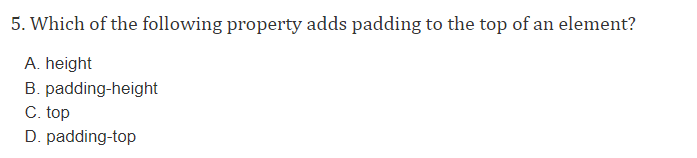 5. Which of the following property adds padding to the top of an element?
A. height
B. padding-height
C. top
D. padding-top